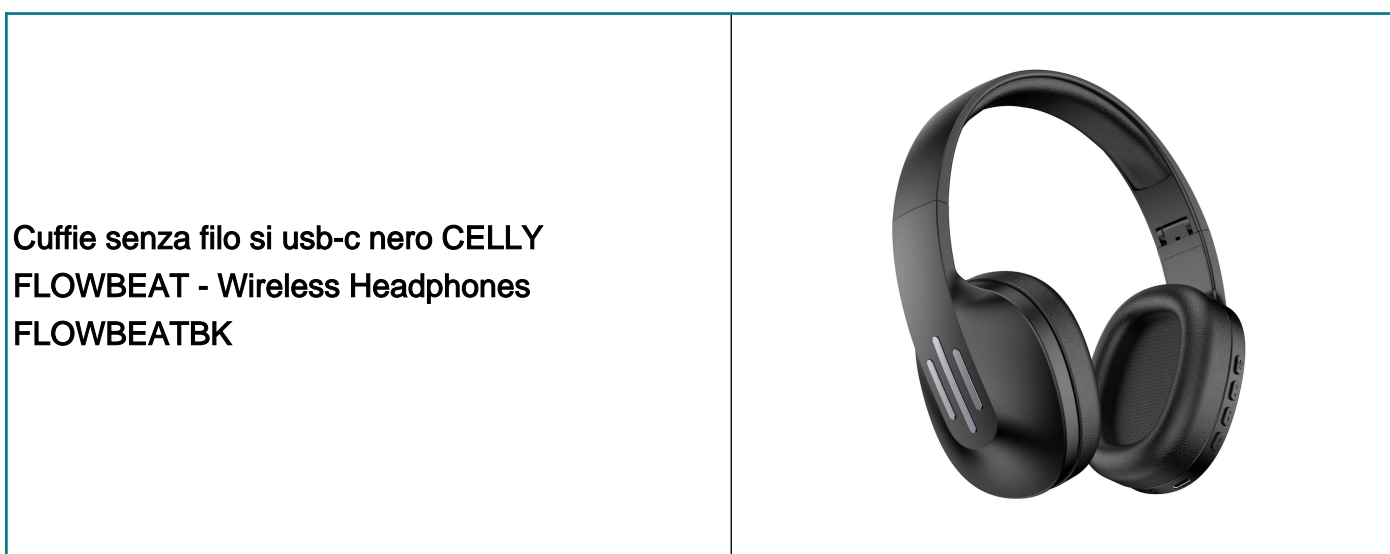 Cuffie senza filo si usb-c nero CELLY
FLOWBEAT - Wireless Headphones
FLOWBEATBK